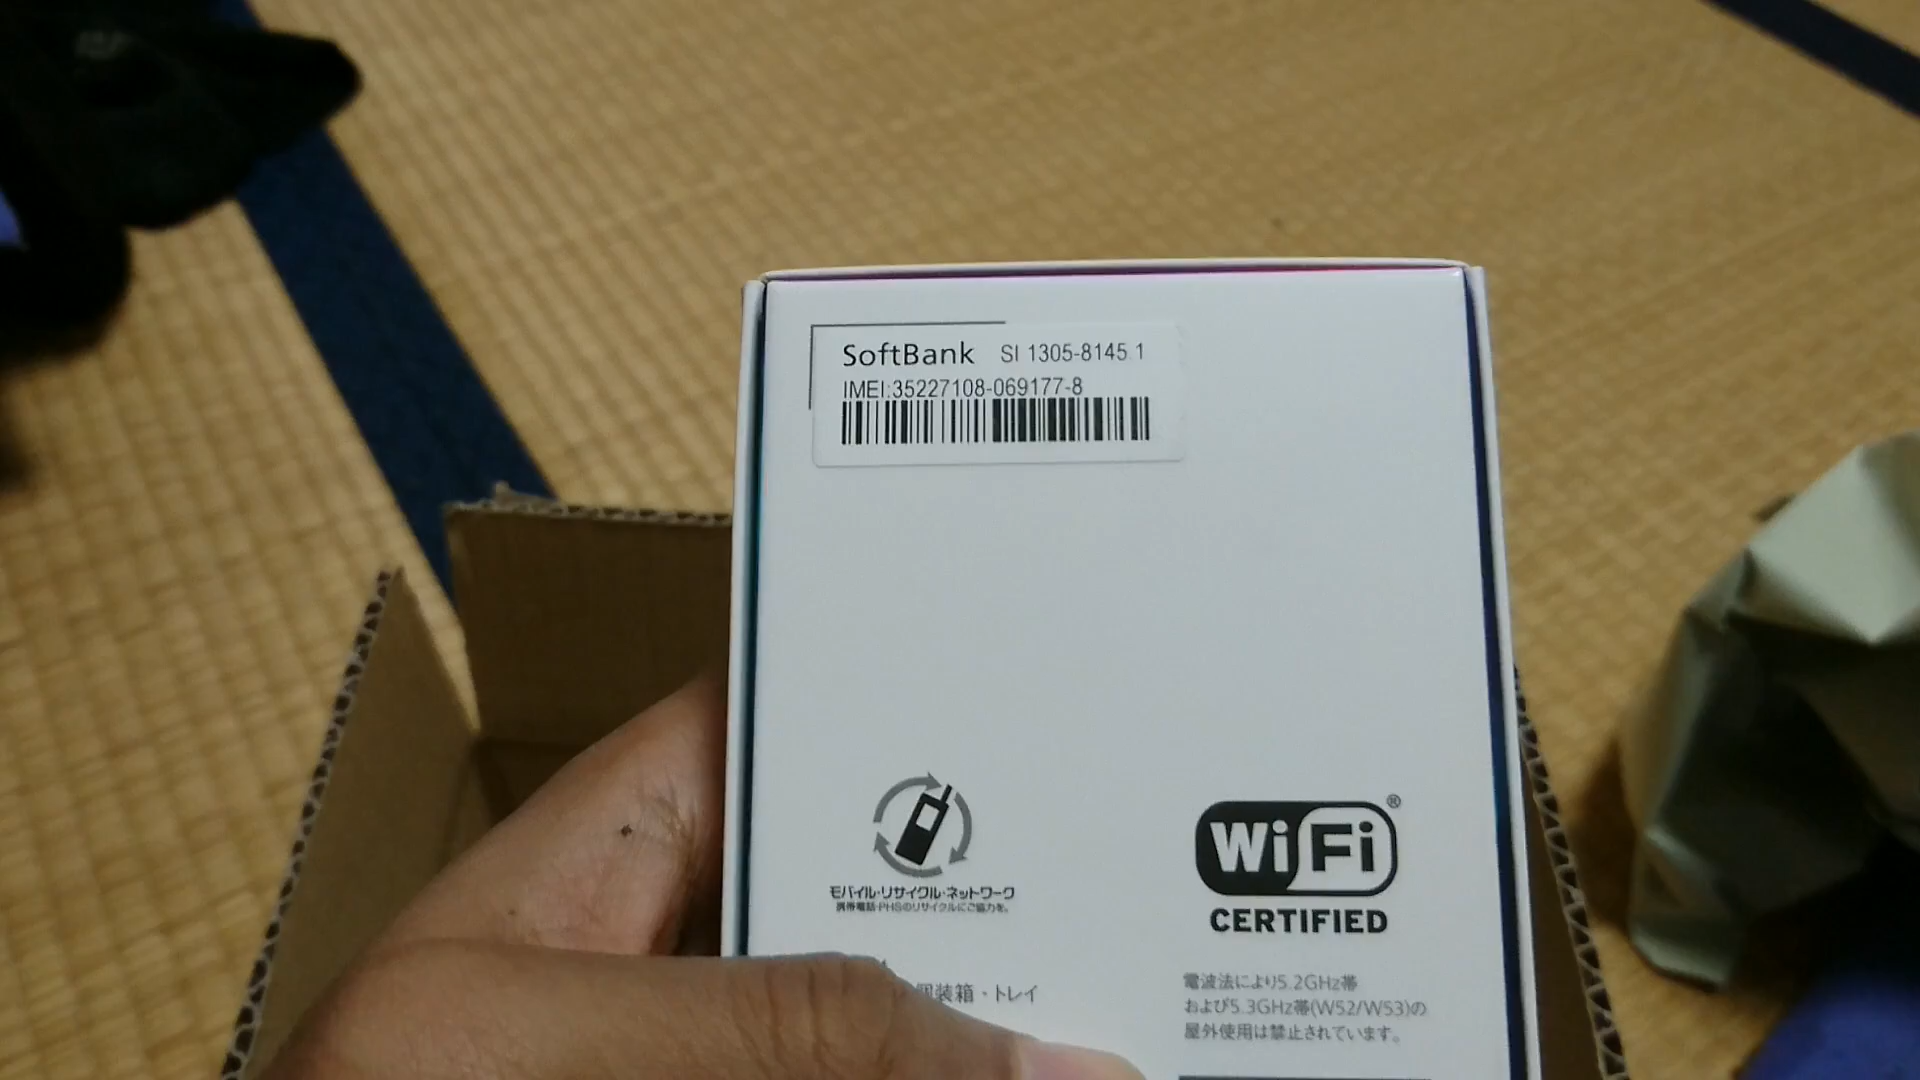 SoftBank SI 1305-8145.1
IMEI:35227108-069177-8
モバイル・リサイクル・ネットワーク
携帯電話・PHSのリサイクルにご協力を。
Wi Fi ®
CERTIFIED
個装箱・トレイ
電波法により5.2GHz帯
および5.3GHz帯(W52/W53)の
屋外使用は禁止されています。